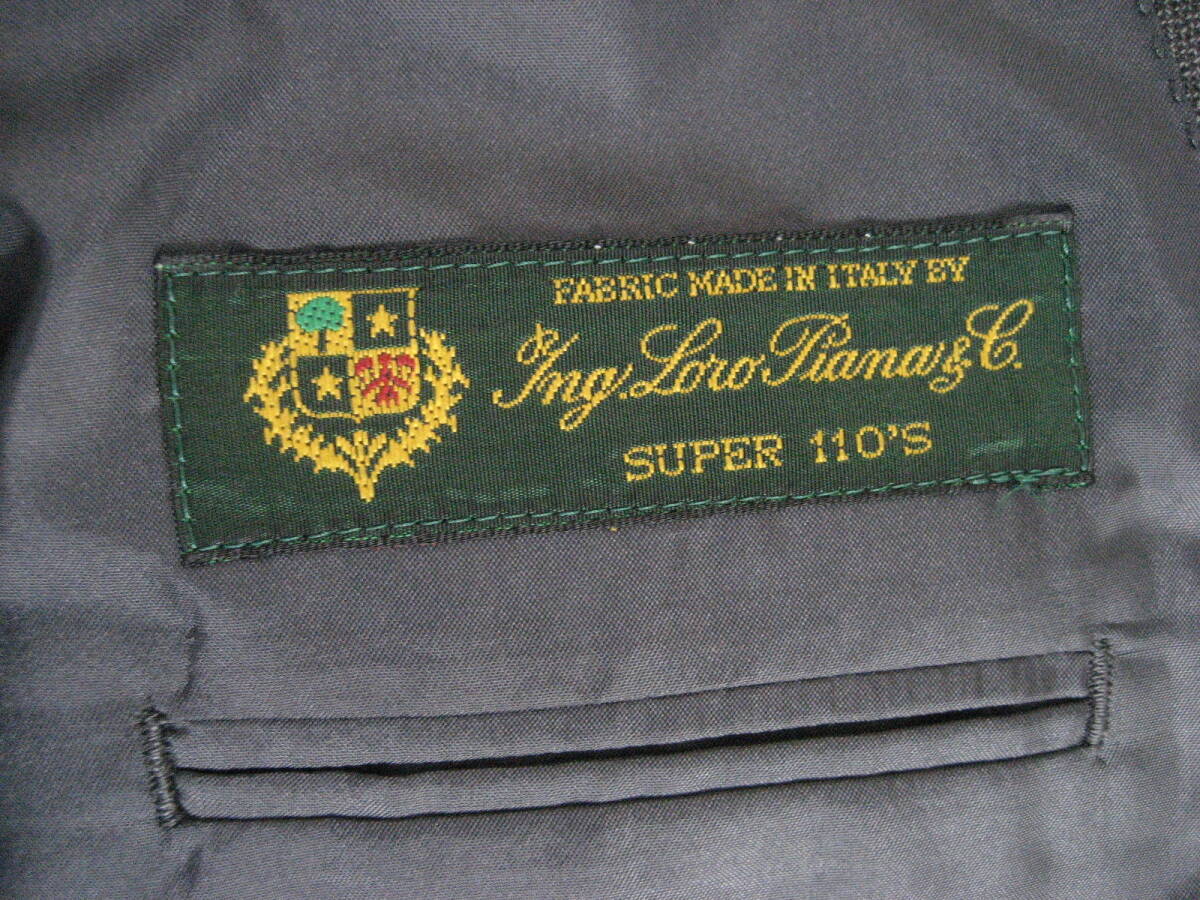 FABRIC MADE IN ITALY BY
Ing. Loro Piana & C.
SUPER 110'S